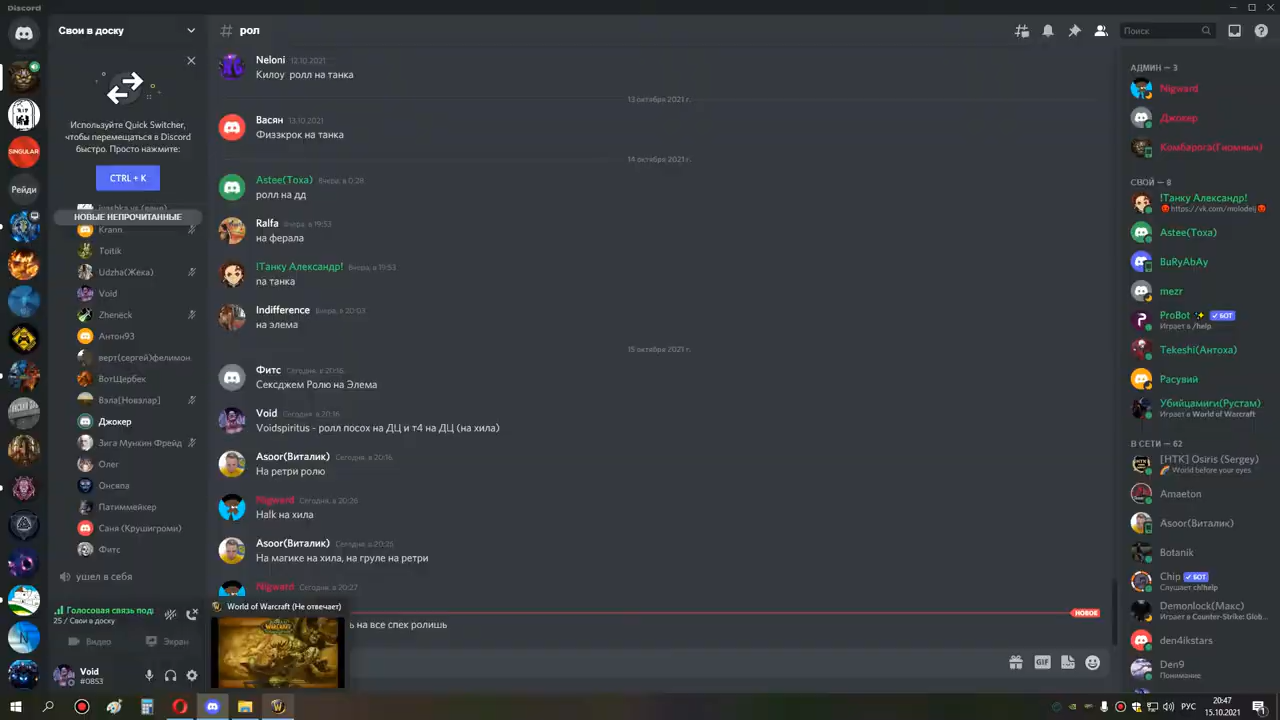 Discord
Свои в доску
# рол
Поиск
Используйте Quick Switcher,
чтобы перемещаться в Discord
быстро. Просто нажмите:
CTRL + K
НОВЫЕ НЕПРОЧИТАННЫЕ
Krann
Toitik
Udzha(Жека)
Void
Zheneck
Антон93
верт(сергей)фелимон
ВотЩербек
Вэла[Новэлар]
Джокер
Зига Мункин Фрейд
Олег
Онсяпа
Патиммейкер
Саня (Крушигроми)
Фитс
ушел в себя
Голосовая связь подк
25 / Свои в доску
Видео
Экран
Void
#0853
SINGULAR
Рейди
Neloni 12.10.2021
Килоу ролл на танка
13 октября 2021 г.
Васян 13.10.2021
Физзкрок на танка
14 октября 2021 г.
Astee(Тоха) Вчера, в 0:28
ролл на дд
Ralfa Вчера, в 19:53
на ферала
!Танку Александр! Вчера, в 19:53
па танка
Indifference Вчера, в 20:03
на элема
15 октября 2021 г.
Фитс Сегодня, в 20:16
Сексджем Ролю на Элема
Void Сегодня, в 20:16
Voidspiritus - ролл посох на ДЦ и т4 на ДЦ (на хила)
Asoor(Виталик) Сегодня, в 20:16
На ретри ролю
Nigward Сегодня, в 20:26
Halk на хила
Asoor(Виталик) Сегодня, в 20:26
На магике на хила, на груле на ретри
Nigward Сегодня, в 20:27
World of Warcraft (Не отвечает)
НОВОЕ
ь на все спек ролишь
GIF
АДМИН — 3
Nigward
Джокер
Комбарога(Гномныч)
СВОЙ — 8
!Танку Александр!
https://vk.com/molodeij
Astee(Тоха)
BuRyAbAy
mezr
ProBot ✓ БОТ
Играет в /help
Tekeshi(Антоха)
Расувий
Убийцамиги(Рустам)
Играет в World of Warcraft
В СЕТИ — 62
[HTK] Osiris (Sergey)
World before your eyes
Amaeton
Asoor(Виталик)
Botanik
Chip ✓ БОТ
Слушает ch!help
Demonlock(Макс)
Играет в Counter-Strike: Glob...
den4ikstars
Den9
Понимание
РУС
20:47
15.10.2021